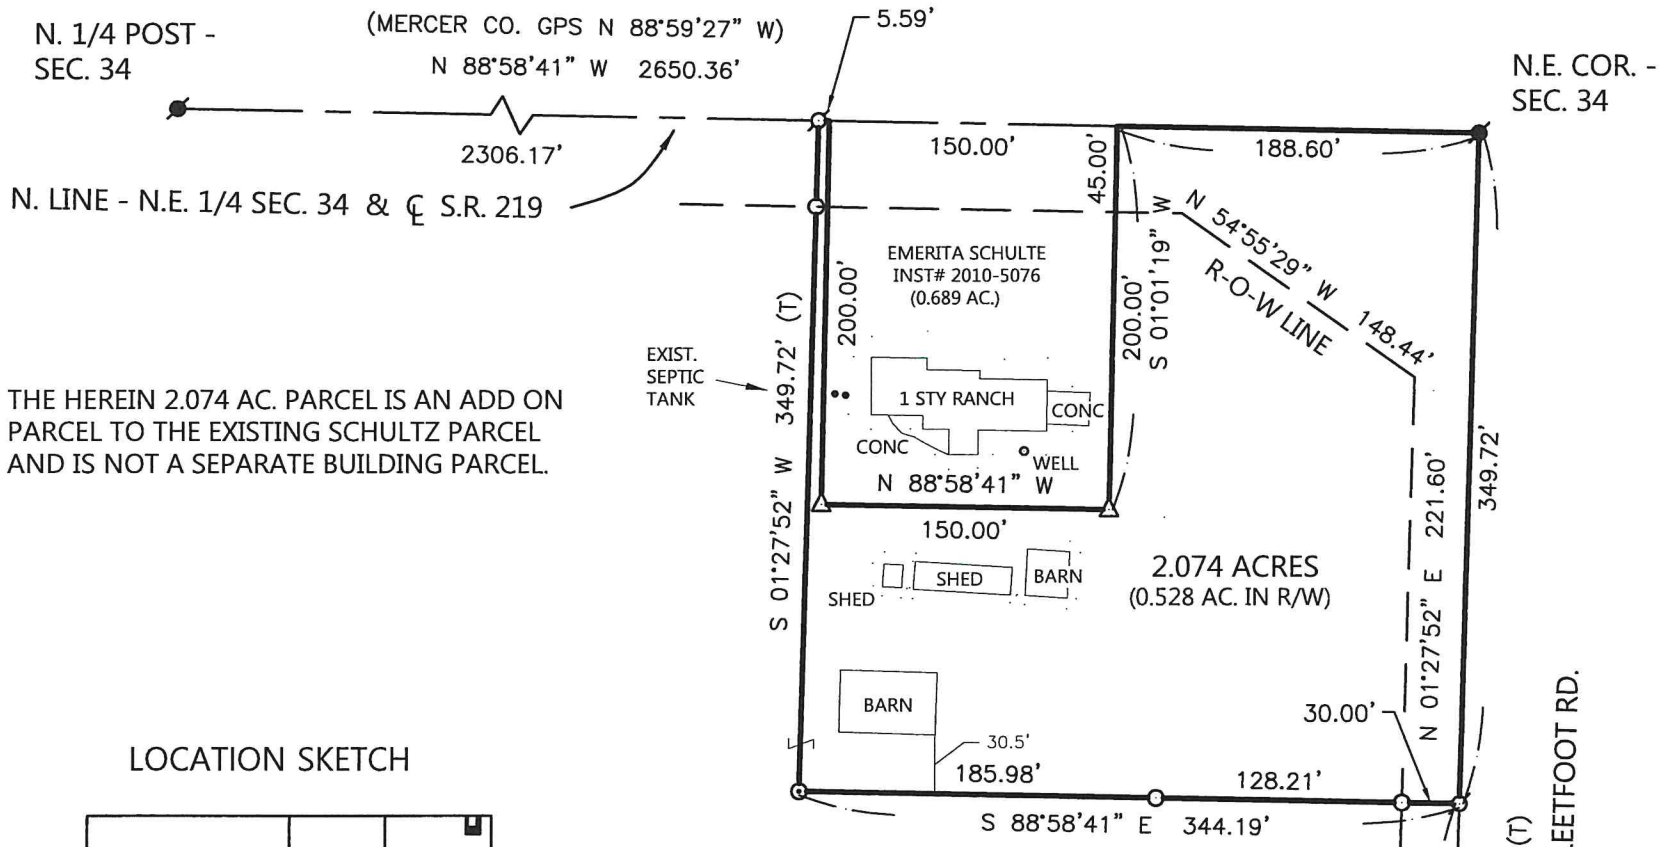 N. 1/4 POST -
SEC. 34
(MERCER CO. GPS N 88°59'27" W)
N 88°58'41" W 2650.36'
5.59'
N.E. COR. -
SEC. 34
2306.17'
150.00'
45.00'
188.60'
N. LINE - N.E. 1/4 SEC. 34 & ℄ S.R. 219
EMERITA SCHULTE
INST# 2010-5076
(0.689 AC.)
N 54°55'29" W 148.44'
R-O-W LINE
200.00'
200.00'
S 01°01'19" W
EXIST.
SEPTIC
TANK
S 01°27'52" W 349.72' (T)
1 STY RANCH
CONC
CONC
WELL
N 88°58'41" W
150.00'
THE HEREIN 2.074 AC. PARCEL IS AN ADD ON
PARCEL TO THE EXISTING SCHULTZ PARCEL
AND IS NOT A SEPARATE BUILDING PARCEL.
349.72'
N 01°27'52" E 221.60'
SHED
SHED
BARN
2.074 ACRES
(0.528 AC. IN R/W)
BARN
30.5'
30.00'
185.98'
128.21'
S 88°58'41" E 344.19'
LOCATION SKETCH
(T)
LEETFOOT RD.